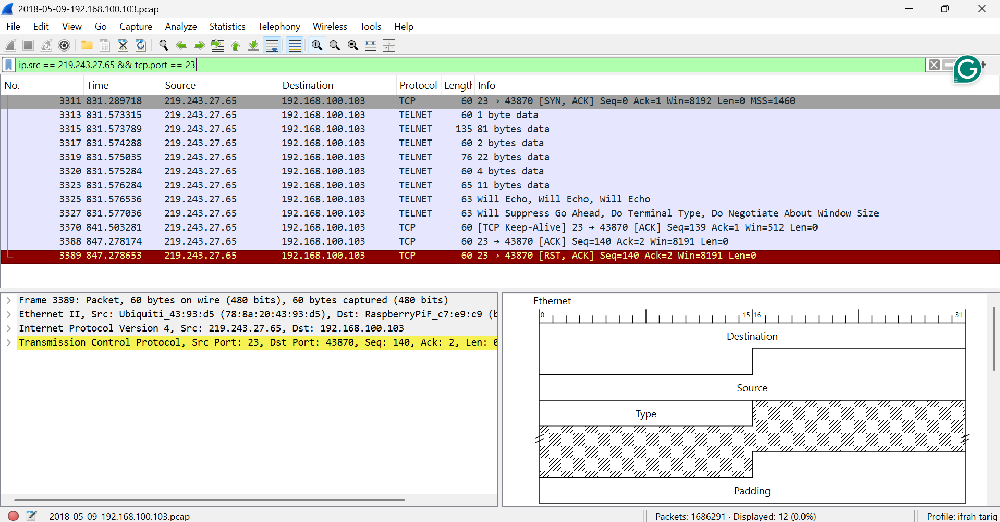 2018-05-09-192.168.100.103.pcap
File Edit View Go Capture Analyze Statistics Telephony Wireless Tools Help
ip.src == 219.243.27.65 && tcp.port == 23
No. Time Source Destination Protocol Length Info
3311 831.289718 219.243.27.65 192.168.100.103 TCP 60 23 → 43870 [SYN, ACK] Seq=0 Ack=1 Win=8192 Len=0 MSS=1460
3313 831.573315 219.243.27.65 192.168.100.103 TELNET 60 1 byte data
3315 831.573789 219.243.27.65 192.168.100.103 TELNET 135 81 bytes data
3317 831.574288 219.243.27.65 192.168.100.103 TELNET 60 2 bytes data
3319 831.575035 219.243.27.65 192.168.100.103 TELNET 76 22 bytes data
3320 831.575284 219.243.27.65 192.168.100.103 TELNET 60 4 bytes data
3323 831.576284 219.243.27.65 192.168.100.103 TELNET 65 11 bytes data
3325 831.576536 219.243.27.65 192.168.100.103 TELNET 63 Will Echo, Will Echo, Will Echo
3327 831.577036 219.243.27.65 192.168.100.103 TELNET 63 Will Suppress Go Ahead, Do Terminal Type, Do Negotiate About Window Size
3370 841.503281 219.243.27.65 192.168.100.103 TCP 60 [TCP Keep-Alive] 23 → 43870 [ACK] Seq=139 Ack=1 Win=512 Len=0
3388 847.278174 219.243.27.65 192.168.100.103 TCP 60 23 → 43870 [ACK] Seq=140 Ack=2 Win=8191 Len=0
3389 847.278653 219.243.27.65 192.168.100.103 TCP 60 23 → 43870 [RST, ACK] Seq=140 Ack=2 Win=8191 Len=0
Frame 3389: Packet, 60 bytes on wire (480 bits), 60 bytes captured (480 bits)
Ethernet II, Src: Ubiquiti_43:93:d5 (78:8a:20:43:93:d5), Dst: RaspberryPiF_c7:e9:c9 (b
Internet Protocol Version 4, Src: 219.243.27.65, Dst: 192.168.100.103
Transmission Control Protocol, Src Port: 23, Dst Port: 43870, Seq: 140, Ack: 2, Len: 0
Ethernet
0 15 16 31
Destination
Source
Type
Padding
2018-05-09-192.168.100.103.pcap
Packets: 1686291 · Displayed: 12 (0.0%)
Profile: ifrah tariq